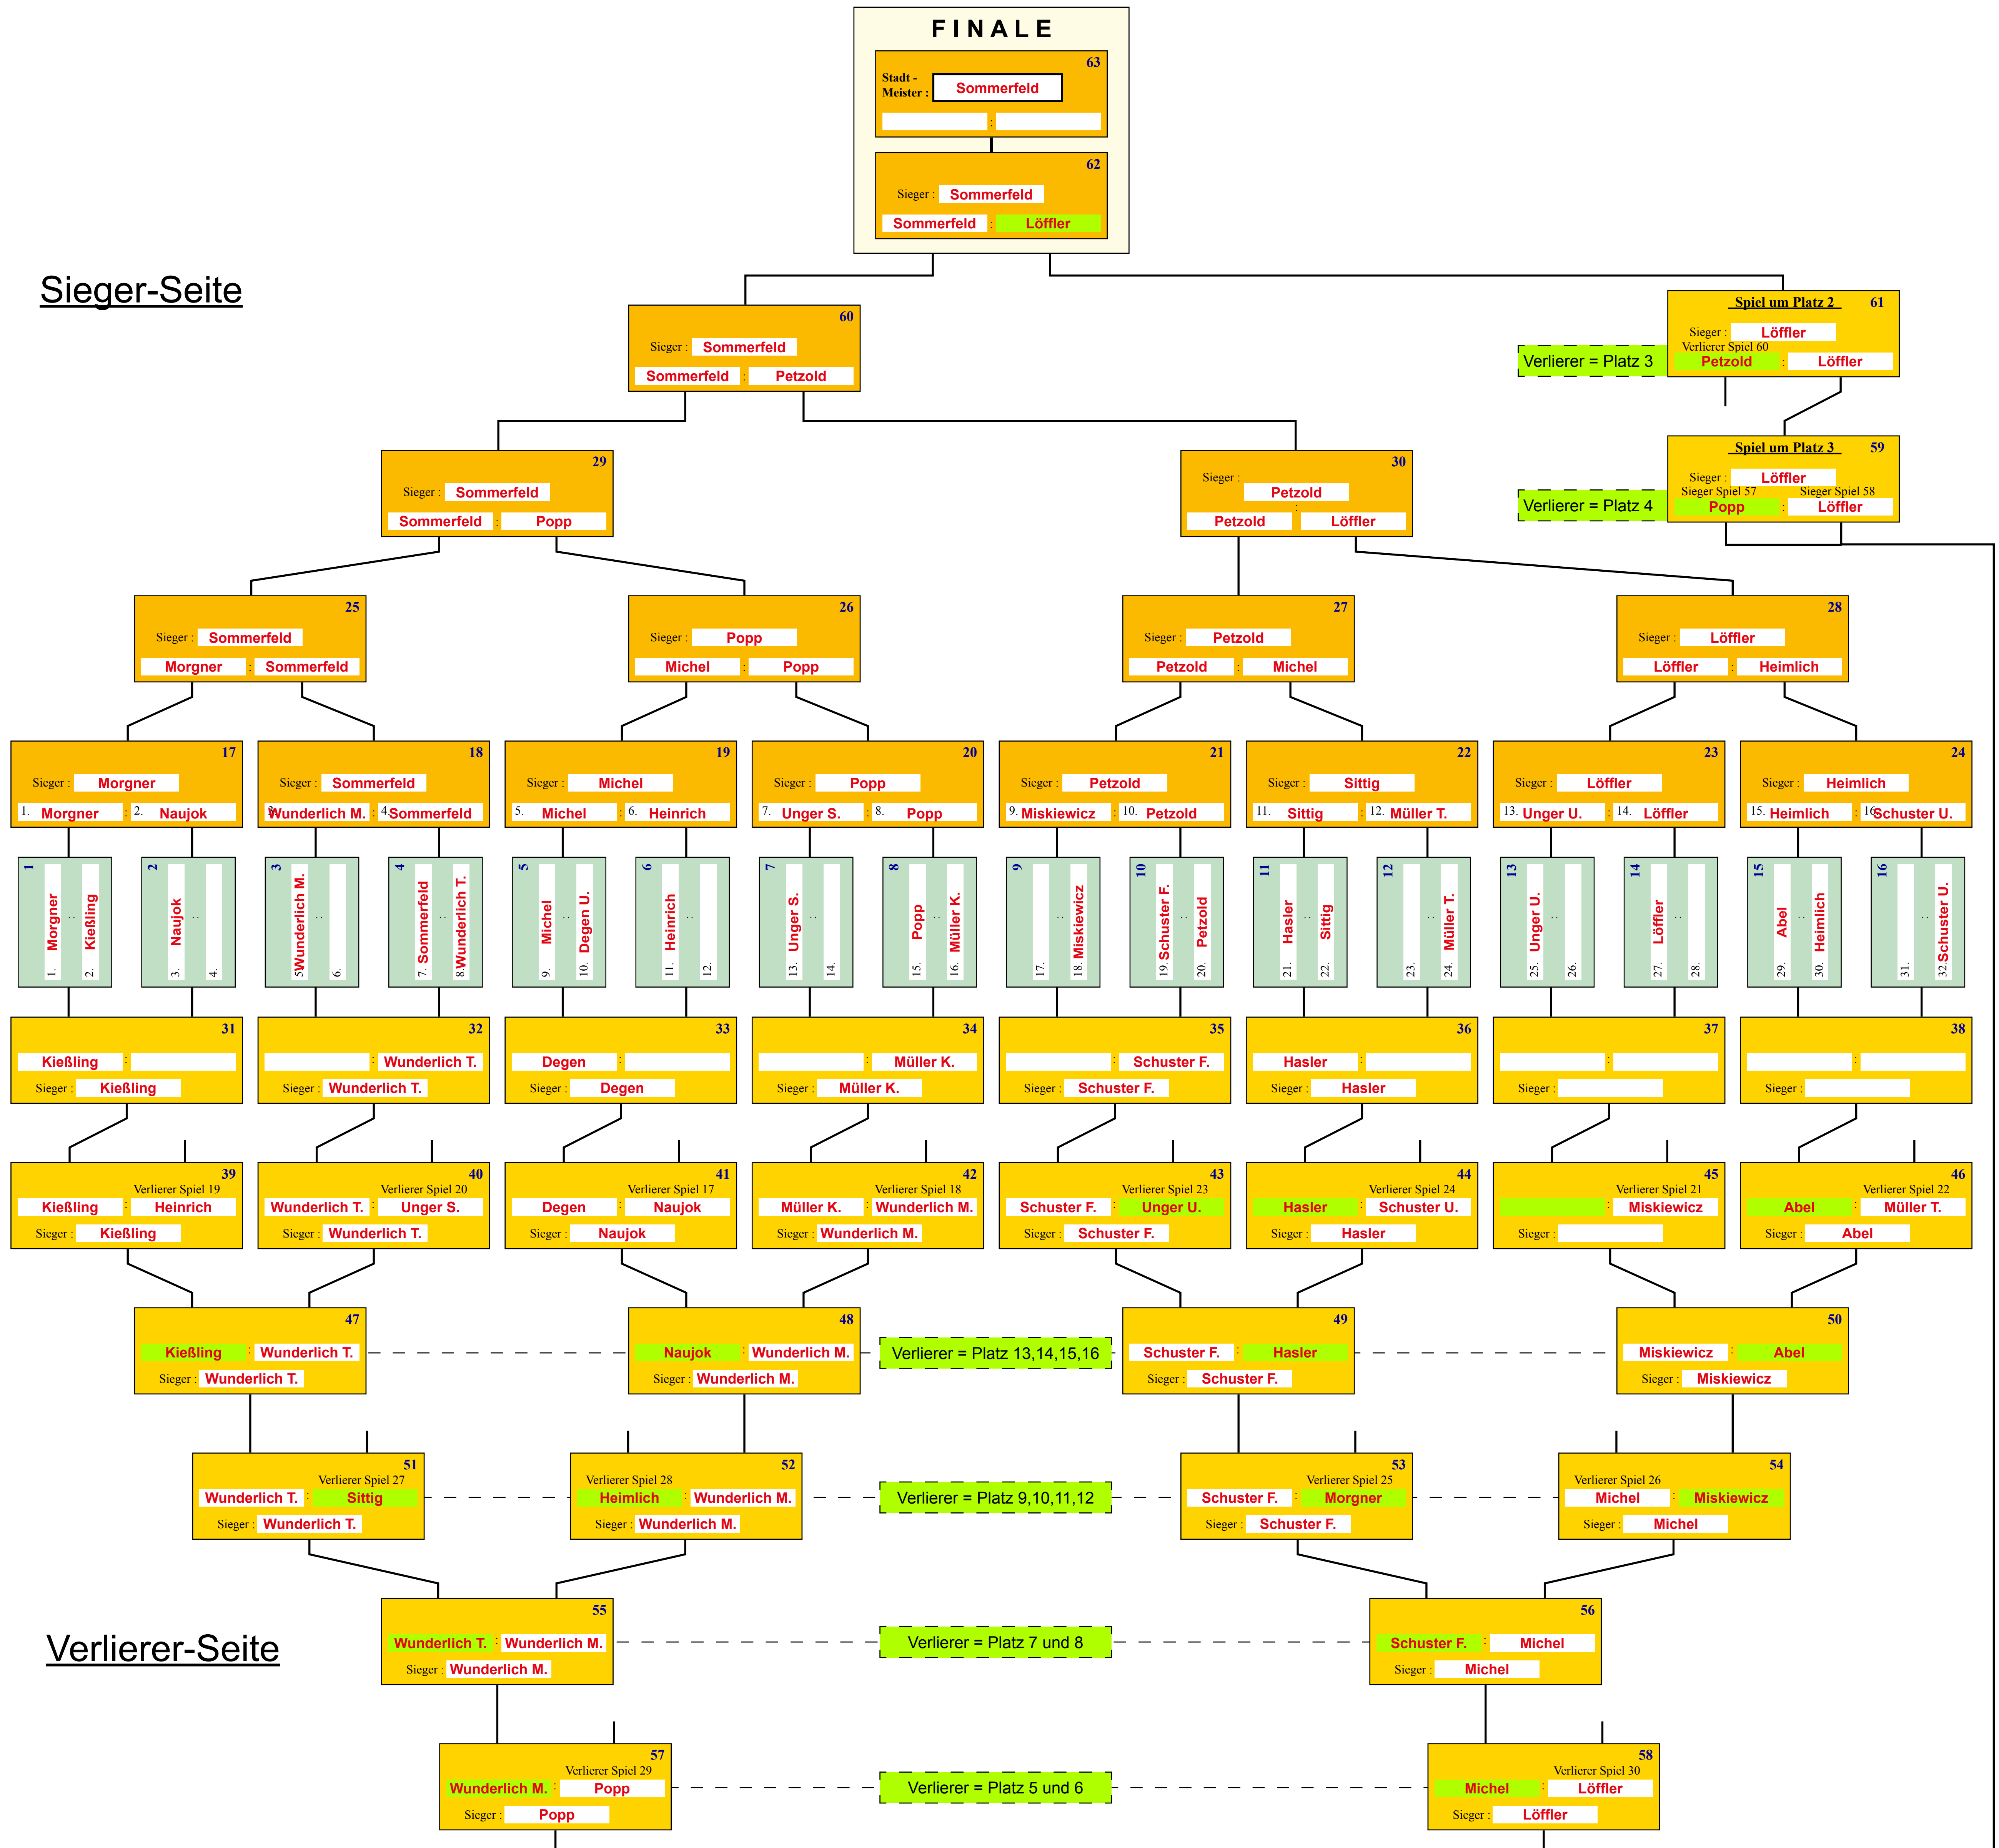 F I N A L E
63
Stadt -
Meister : Sommerfeld
:
62
Sieger : Sommerfeld
Sommerfeld : Löffler
Sieger-Seite
60
Sieger : Sommerfeld
Sommerfeld : Petzold
Spiel um Platz 2 61
Sieger : Löffler
Verlierer Spiel 60
Verlierer = Platz 3
Petzold : Löffler
29
Sieger : Sommerfeld
Sommerfeld : Popp
30
Sieger :
Petzold
:
Petzold Löffler
Spiel um Platz 3 59
Sieger : Löffler
Sieger Spiel 57 Sieger Spiel 58
Verlierer = Platz 4
Popp : Löffler
25
Sieger : Sommerfeld
Morgner : Sommerfeld
26
Sieger : Popp
Michel : Popp
27
Sieger : Petzold
Petzold : Michel
28
Sieger : Löffler
Löffler : Heimlich
17
Sieger : Morgner
1. Morgner : 2. Naujok
18
Sieger : Sommerfeld
3. Wunderlich M. : 4. Sommerfeld
19
Sieger : Michel
5. Michel : 6. Heinrich
20
Sieger : Popp
7. Unger S. : 8. Popp
21
Sieger : Petzold
9. Miskiewicz : 10. Petzold
22
Sieger : Sittig
11. Sittig : 12. Müller T.
23
Sieger : Löffler
13. Unger U. : 14. Löffler
24
Sieger : Heimlich
15. Heimlich : 16. Schuster U.
1
1. Morgner
:
2. Kießling
2
3. Naujok
:
4.
3
5. Wunderlich M.
:
6.
4
7. Sommerfeld
:
8. Wunderlich T.
5
9. Michel
:
10. Degen U.
6
11. Heinrich
:
12.
7
13. Unger S.
:
14.
8
15. Popp
:
16. Müller K.
9
17.
:
18. Miskiewicz
10
19. Schuster F.
:
20. Petzold
11
21. Hasler
:
22. Sittig
12
23.
:
24. Müller T.
13
25. Unger U.
:
26.
14
27. Löffler
:
28.
15
29. Abel
:
30. Heimlich
16
31.
:
32. Schuster U.
31
Kießling :
Sieger : Kießling
32
: Wunderlich T.
Sieger : Wunderlich T.
33
Degen :
Sieger : Degen
34
: Müller K.
Sieger : Müller K.
35
: Schuster F.
Sieger : Schuster F.
36
Hasler :
Sieger : Hasler
37
:
Sieger :
38
:
Sieger :
39
Verlierer Spiel 19
Kießling : Heinrich
Sieger : Kießling
40
Verlierer Spiel 20
Wunderlich T. : Unger S.
Sieger : Wunderlich T.
41
Verlierer Spiel 17
Degen : Naujok
Sieger : Naujok
42
Verlierer Spiel 18
Müller K. : Wunderlich M.
Sieger : Wunderlich M.
43
Verlierer Spiel 23
Schuster F. : Unger U.
Sieger : Schuster F.
44
Verlierer Spiel 24
Hasler : Schuster U.
Sieger : Hasler
45
Verlierer Spiel 21
: Miskiewicz
Sieger :
46
Verlierer Spiel 22
Abel : Müller T.
Sieger : Abel
47
Kießling : Wunderlich T.
Sieger : Wunderlich T.
48
Naujok : Wunderlich M.
Sieger : Wunderlich M.
Verlierer = Platz 13,14,15,16
49
Schuster F. : Hasler
Sieger : Schuster F.
50
Miskiewicz : Abel
Sieger : Miskiewicz
51
Verlierer Spiel 27
Wunderlich T. : Sittig
Sieger : Wunderlich T.
52
Verlierer Spiel 28
Heimlich : Wunderlich M.
Sieger : Wunderlich M.
Verlierer = Platz 9,10,11,12
53
Verlierer Spiel 25
Schuster F. : Morgner
Sieger : Schuster F.
54
Verlierer Spiel 26
Michel : Miskiewicz
Sieger : Michel
Verlierer-Seite
55
Wunderlich T. : Wunderlich M.
Sieger : Wunderlich M.
Verlierer = Platz 7 und 8
56
Schuster F. : Michel
Sieger : Michel
57
Verlierer Spiel 29
Wunderlich M. : Popp
Sieger : Popp
Verlierer = Platz 5 und 6
58
Verlierer Spiel 30
Michel : Löffler
Sieger : Löffler